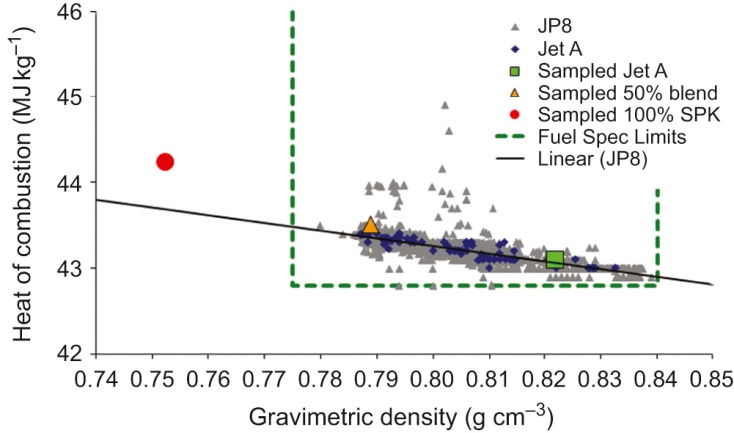 46
45
44
43
42
Heat of combustion (MJ kg−1)
JP8
Jet A
Sampled Jet A
Sampled 50% blend
Sampled 100% SPK
Fuel Spec Limits
Linear (JP8)
0.74 0.75 0.76 0.77 0.78 0.79 0.80 0.81 0.82 0.83 0.84 0.85
Gravimetric density (g cm−3)